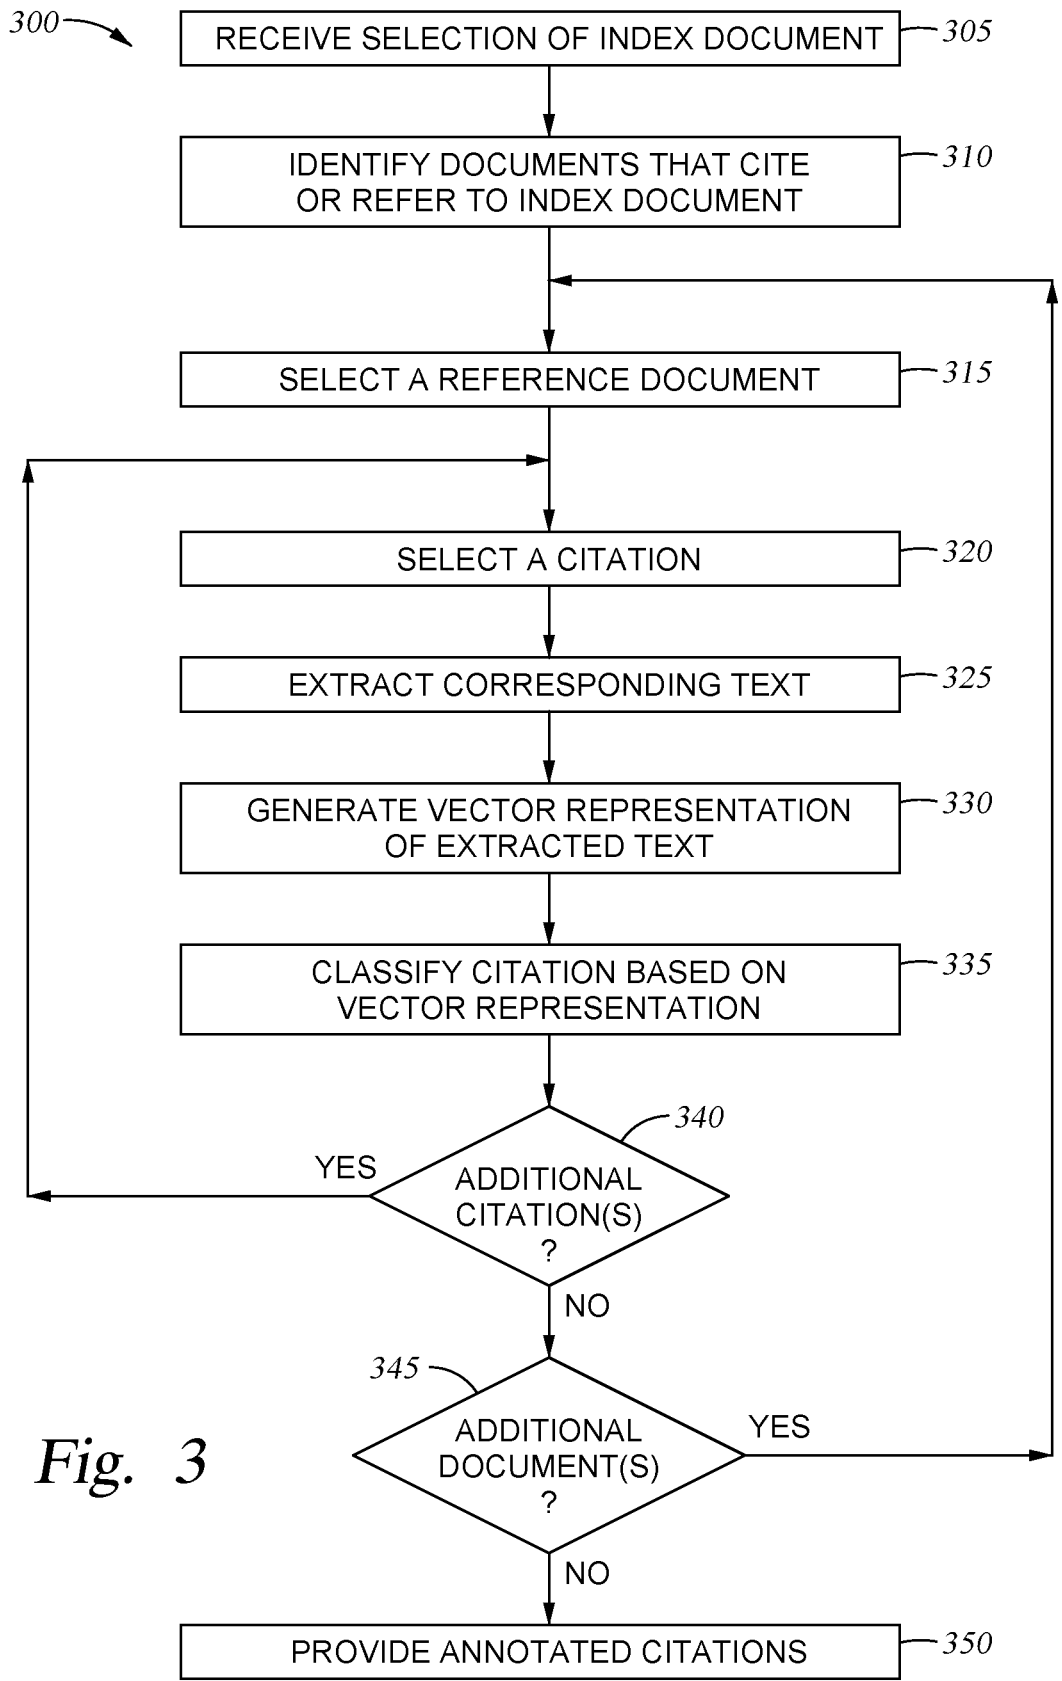 300
RECEIVE SELECTION OF INDEX DOCUMENT
305
IDENTIFY DOCUMENTS THAT CITE
OR REFER TO INDEX DOCUMENT
310
SELECT A REFERENCE DOCUMENT
315
SELECT A CITATION
320
EXTRACT CORRESPONDING TEXT
325
GENERATE VECTOR REPRESENTATION
OF EXTRACTED TEXT
330
CLASSIFY CITATION BASED ON
VECTOR REPRESENTATION
335
340
YES
ADDITIONAL
CITATION(S)
?
NO
345
ADDITIONAL
DOCUMENT(S)
?
YES
Fig. 3
NO
PROVIDE ANNOTATED CITATIONS
350